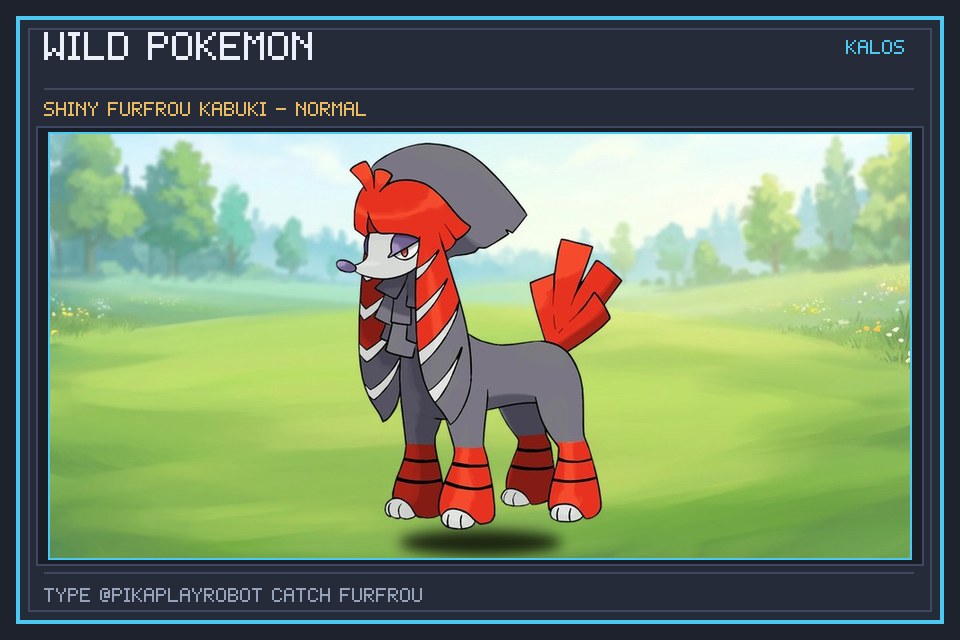 WILD POKEMON
KALOS
SHINY FURFROU KABUKI - NORMAL
TYPE @PIKAPLAYROBOT CATCH FURFROU